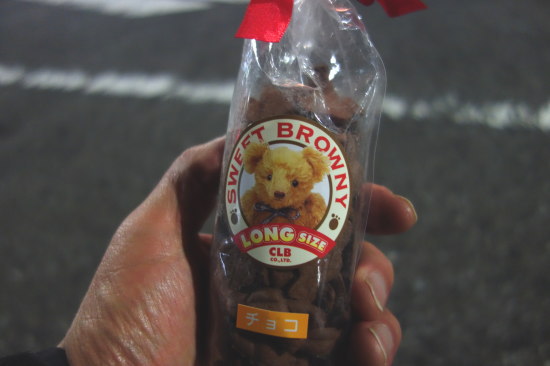 SWEET BROWNY
LONG SIZE
CLB
CO.,LTD.
チョコ